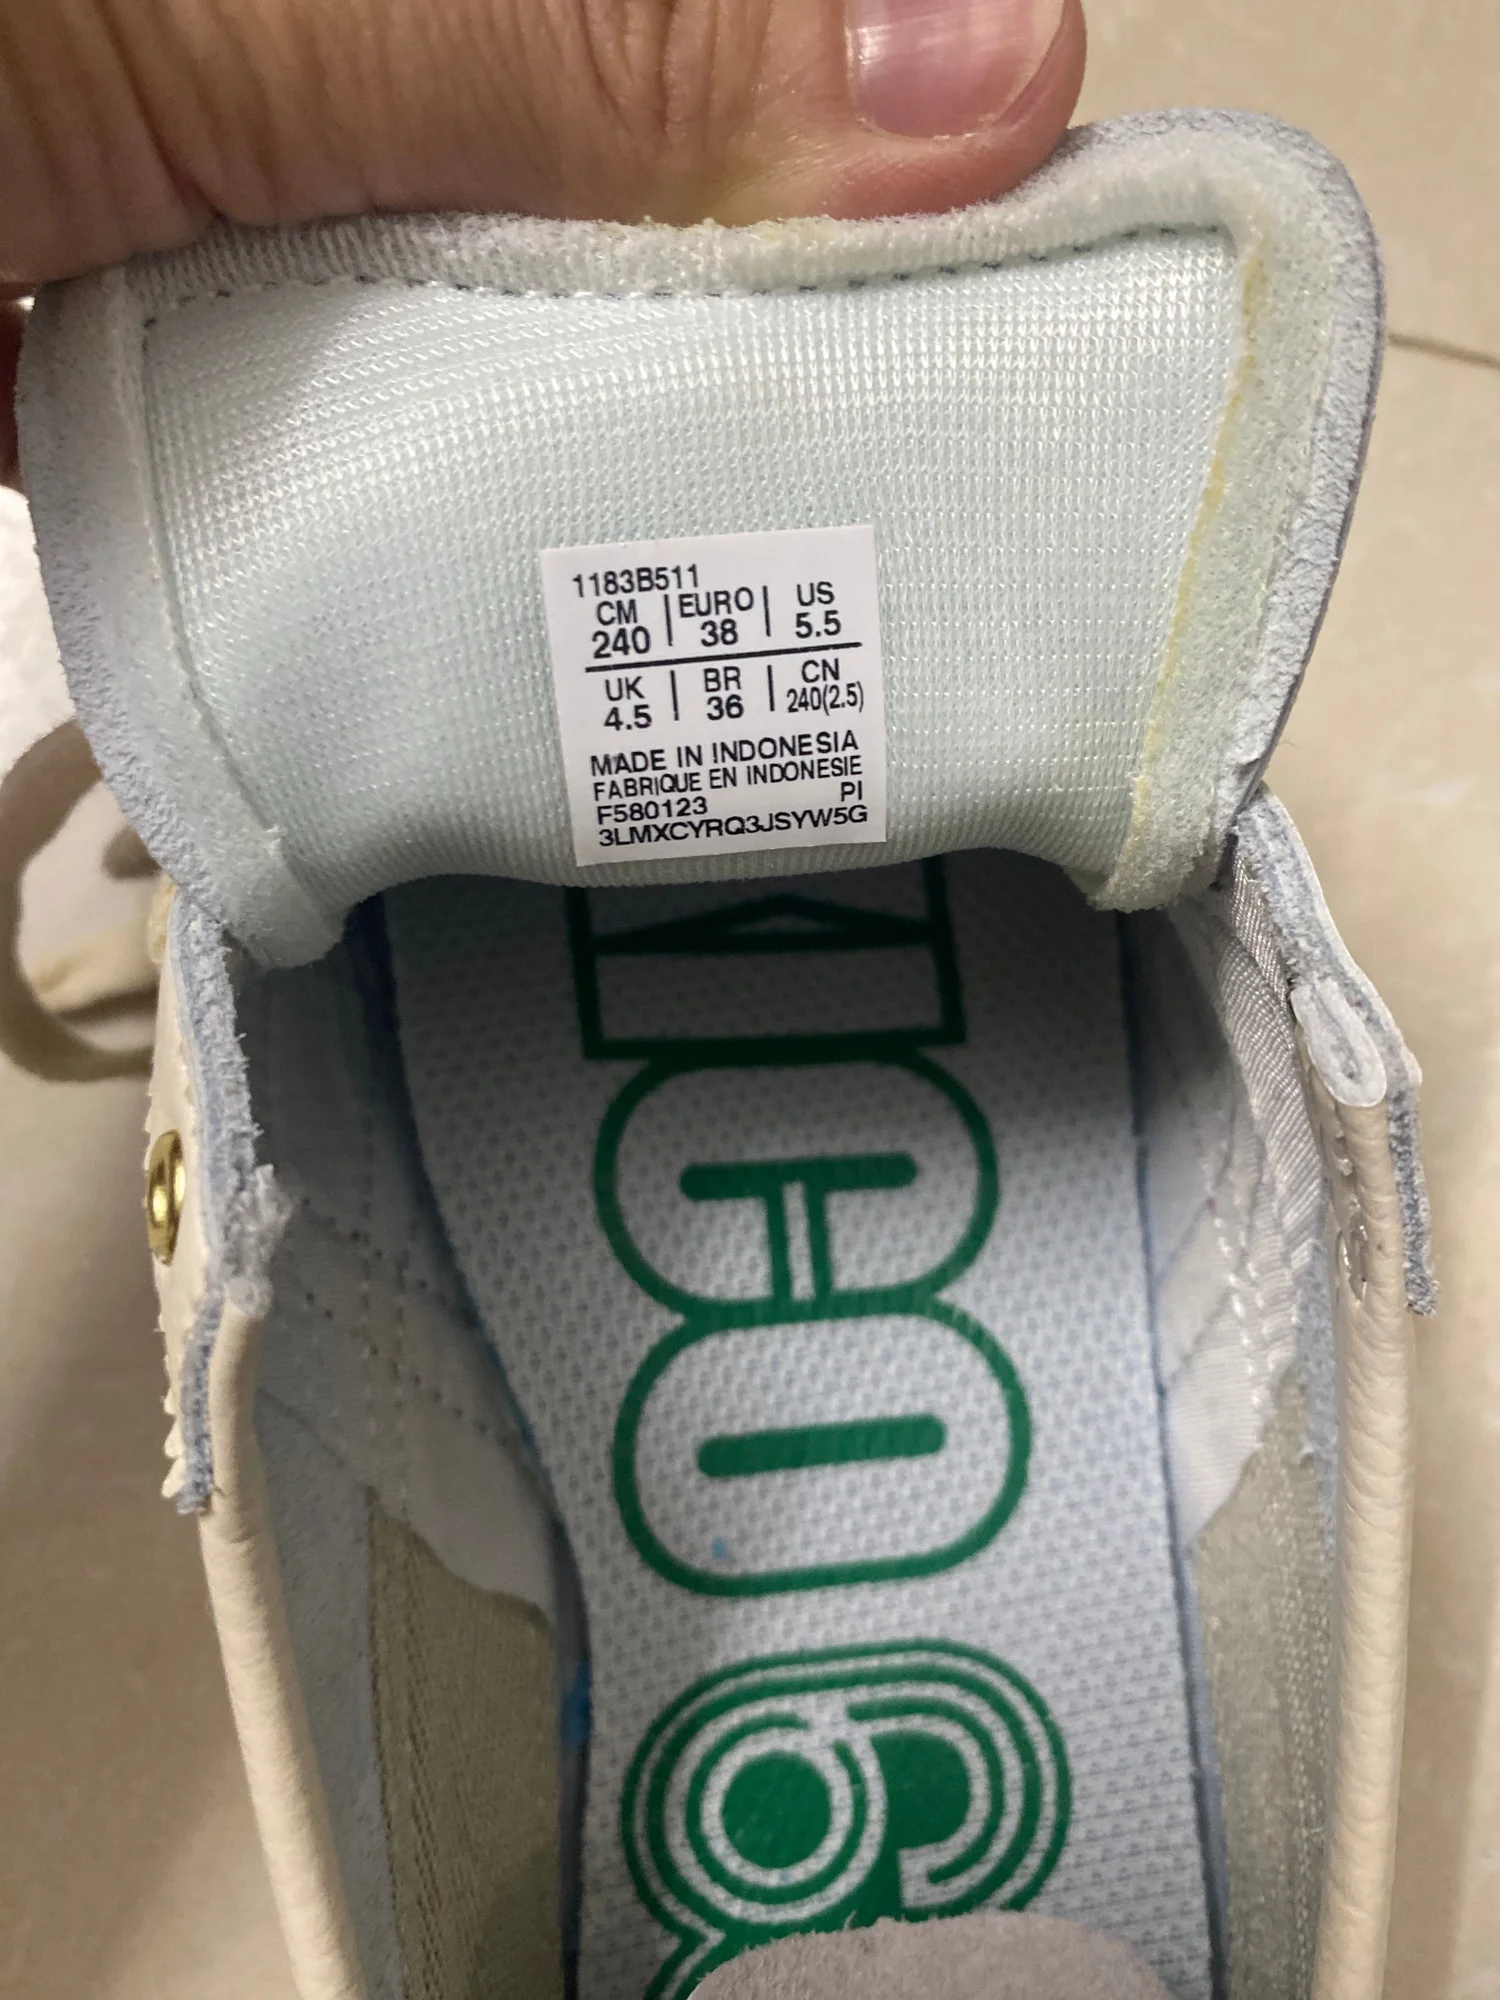 1183B511
CM | EURO | US
240 | 38 | 5.5
UK | BR | CN
4.5 | 36 | 240(2.5)
MADE IN INDONESIA
FABRIQUE EN INDONESIE
F580123 PI
3LMXCYRQ3JSYW5G